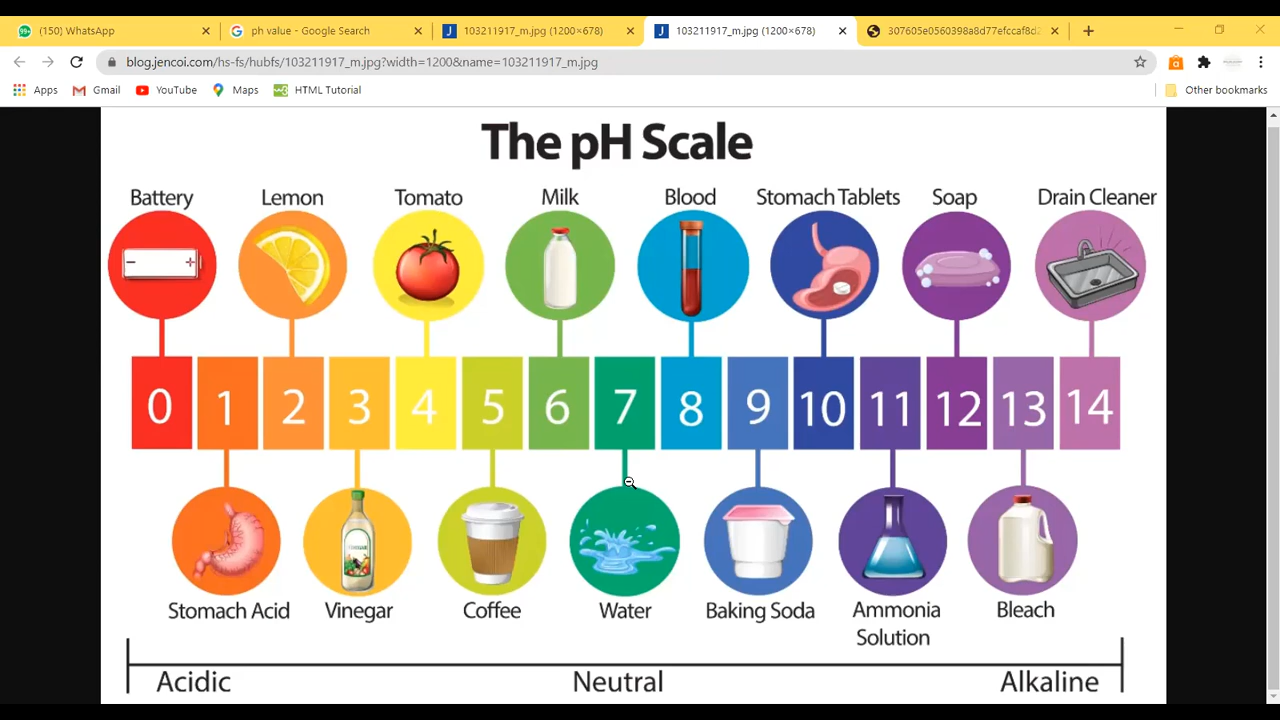 (150) WhatsApp
ph value - Google Search
103211917_m.jpg (1200×678)
103211917_m.jpg (1200×678)
307605e0560398a8d77efccaf8d2
blog.jencoi.com/hs-fs/hubfs/103211917_m.jpg?width=1200&name=103211917_m.jpg
Apps Gmail YouTube Maps HTML Tutorial Other bookmarks
The pH Scale
Battery Lemon Tomato Milk Blood Stomach Tablets Soap Drain Cleaner
0 1 2 3 4 5 6 7 8 9 10 11 12 13 14
Stomach Acid Vinegar Coffee Water Baking Soda Ammonia Solution Bleach
Acidic Neutral Alkaline